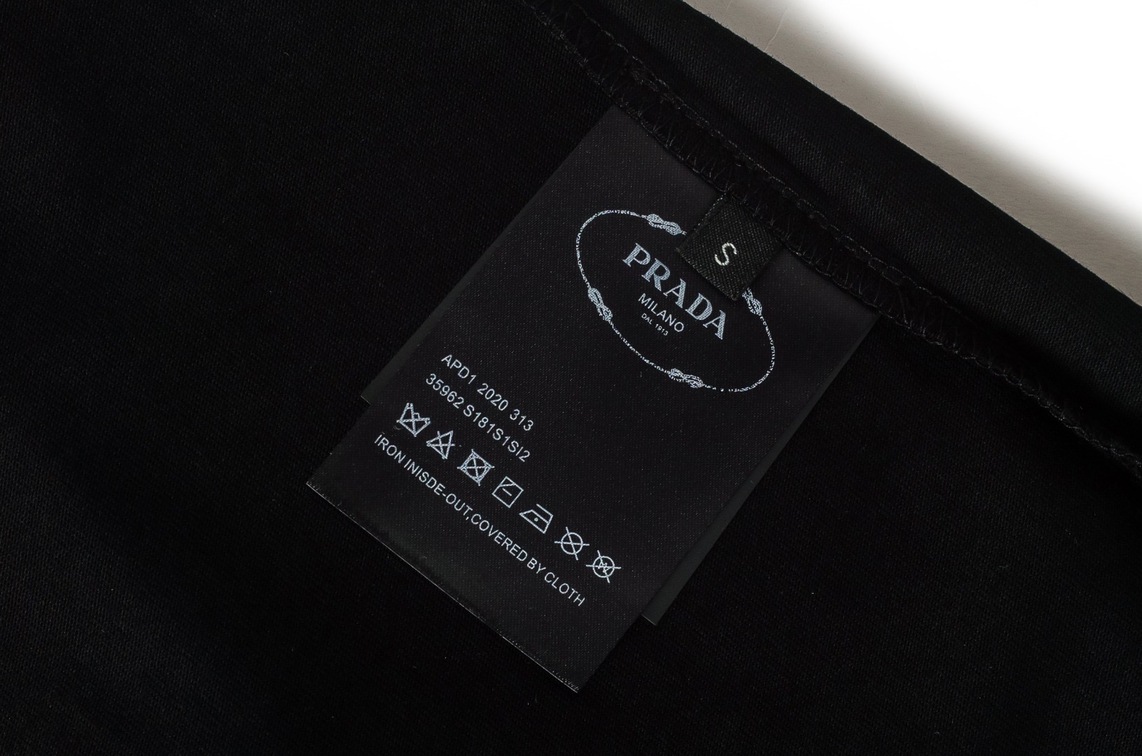 S
PRADA
MILANO
DAL 1913
APD1 2020 313
35962 S181S1SI2
IRON INISDE-OUT,COVERED BY CLOTH